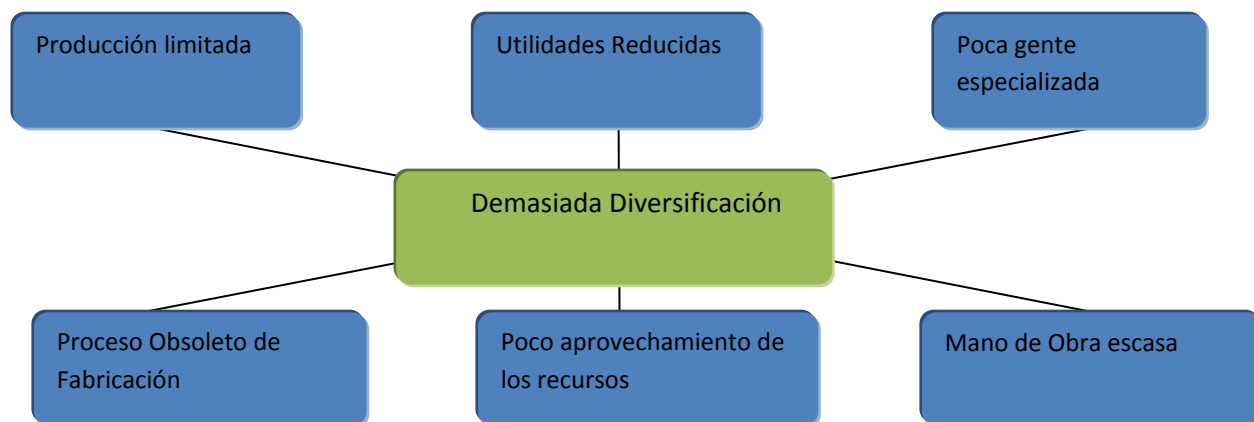 Producción limitada
Utilidades Reducidas
Poca gente
especializada
Demasiada Diversificación
Proceso Obsoleto de
Fabricación
Poco aprovechamiento de
los recursos
Mano de Obra escasa